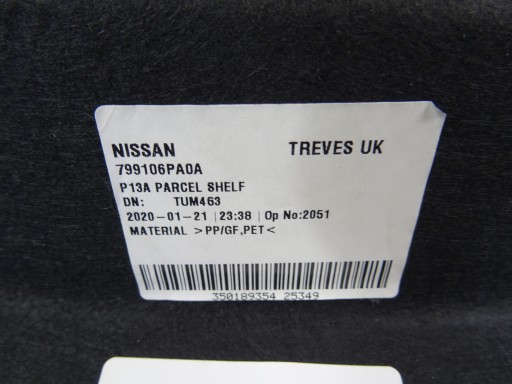 NISSAN TREVES UK
799106PA0A
P13A PARCEL SHELF
DN: TUM463
2020-01-21 |23:38 |Op No:2051
MATERIAL >PP/GF,PET<
350189354 25349